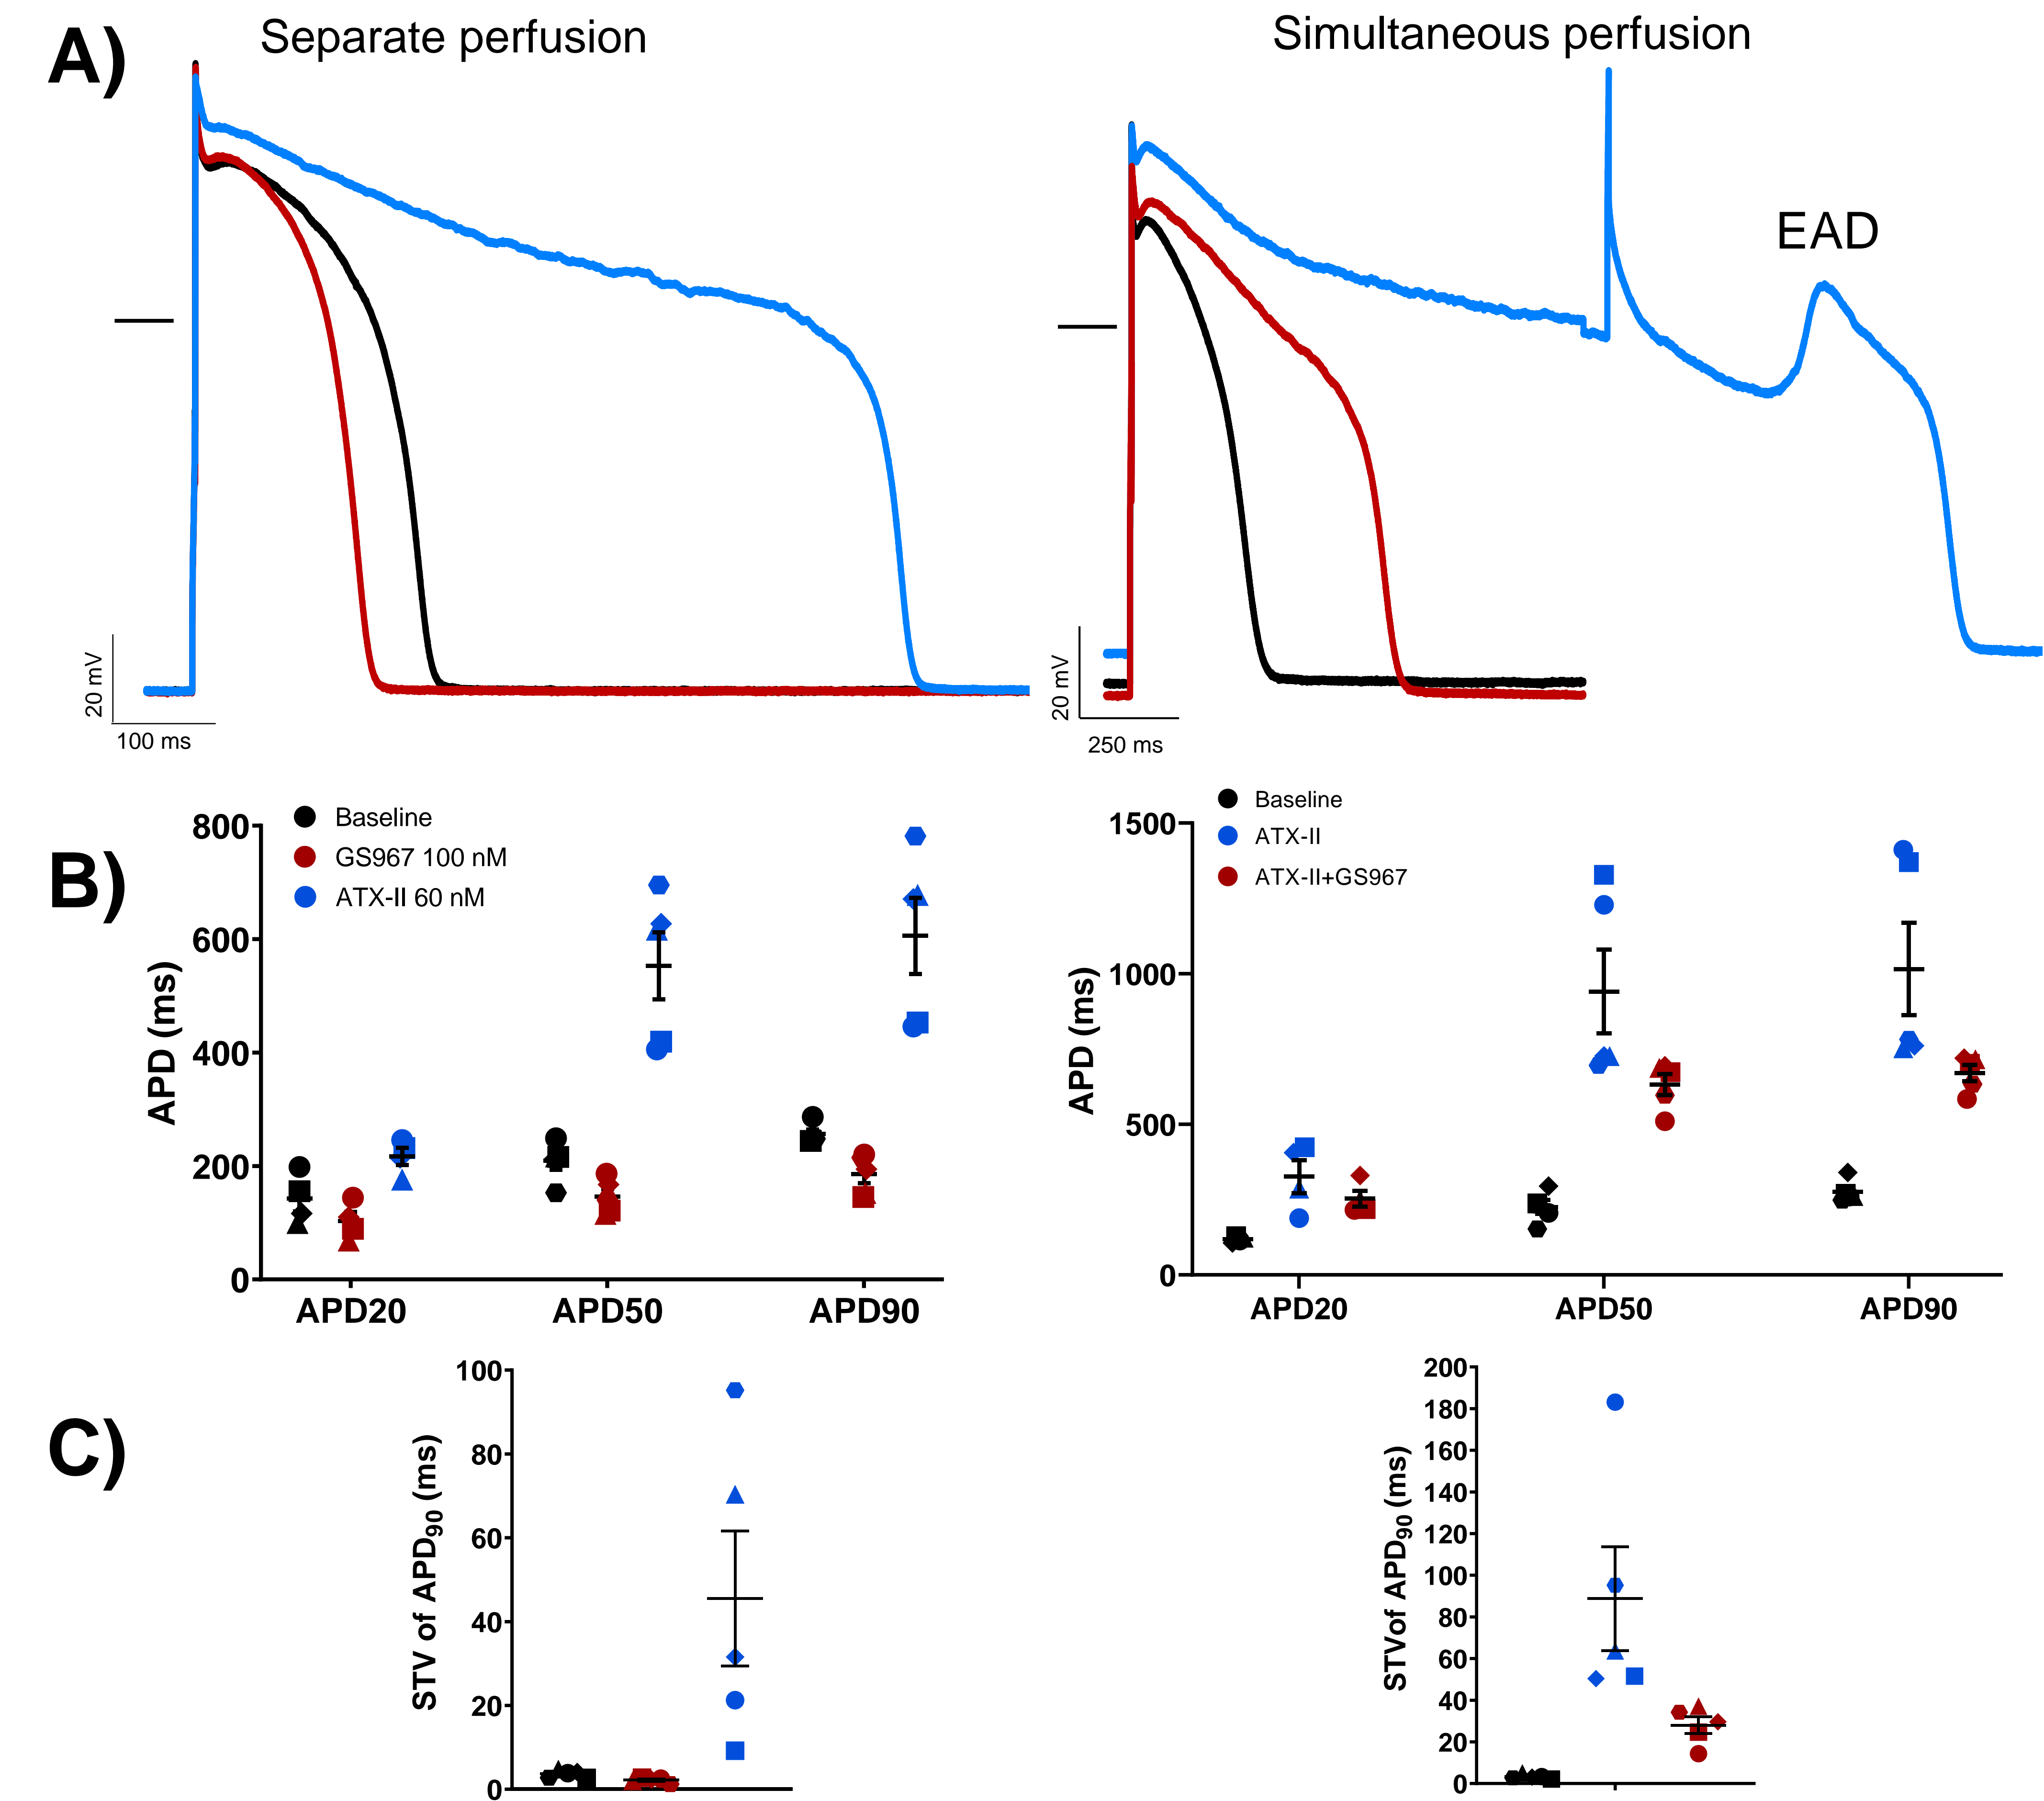 A)
Separate perfusion
Simultaneous perfusion
EAD
20 mV
100 ms
20 mV
250 ms
B)
Baseline
GS967 100 nM
ATX-II 60 nM
APD (ms)
800
600
400
200
0
APD20
APD50
APD90
Baseline
ATX-II
ATX-II+GS967
APD (ms)
1500
1000
500
0
APD20
APD50
APD90
C)
STV of APD90 (ms)
100
80
60
40
20
0
STVof APD90 (ms)
200
180
160
140
120
100
80
60
40
20
0